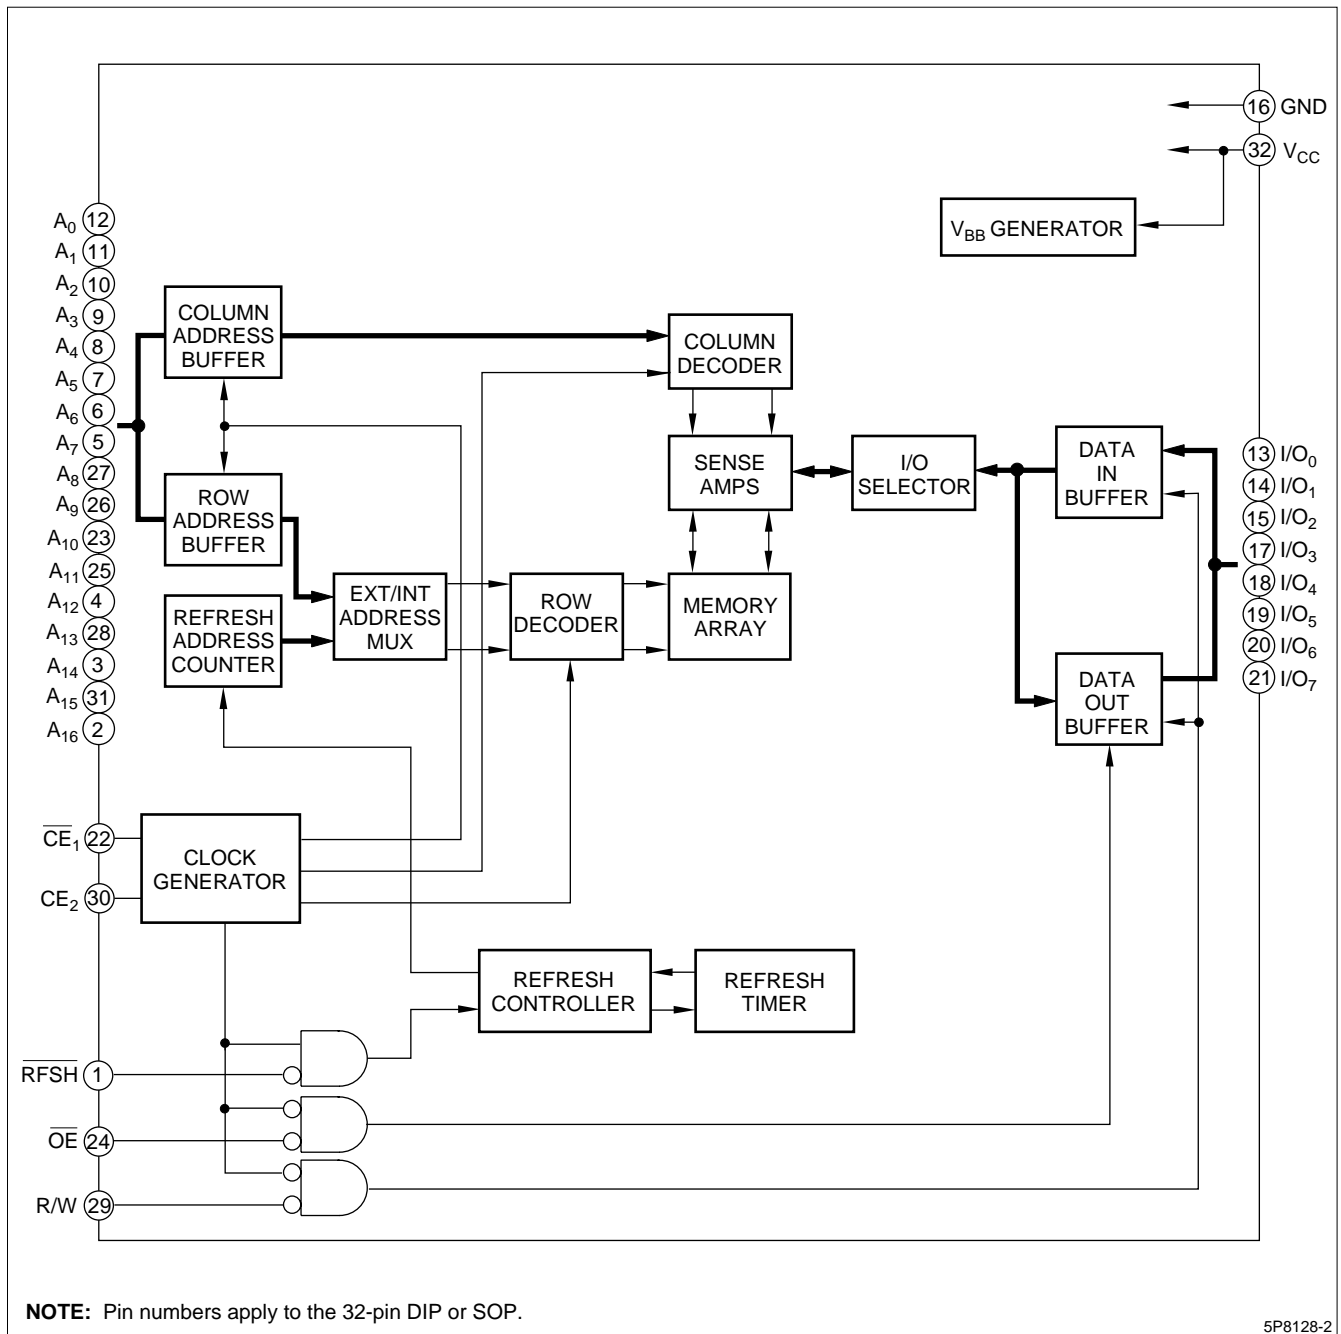 16 GND
32 VCC
VBB GENERATOR
A0 12
A1 11
A2 10
A3 9
A4 8
A5 7
A6 6
A7 5
A8 27
A9 26
A10 23
A11 25
A12 4
A13 28
A14 3
A15 31
A16 2
COLUMN
ADDRESS
BUFFER
ROW
ADDRESS
BUFFER
REFRESH
ADDRESS
COUNTER
EXT/INT
ADDRESS
MUX
ROW
DECODER
COLUMN
DECODER
SENSE
AMPS
MEMORY
ARRAY
I/O
SELECTOR
DATA
IN
BUFFER
DATA
OUT
BUFFER
13 I/O0
14 I/O1
15 I/O2
17 I/O3
18 I/O4
19 I/O5
20 I/O6
21 I/O7
C̅E̅1 22
CE2 30
CLOCK
GENERATOR
REFRESH
CONTROLLER
REFRESH
TIMER
R̅F̅S̅H̅ 1
O̅E̅ 24
R/W 29
NOTE: Pin numbers apply to the 32-pin DIP or SOP.
5P8128-2